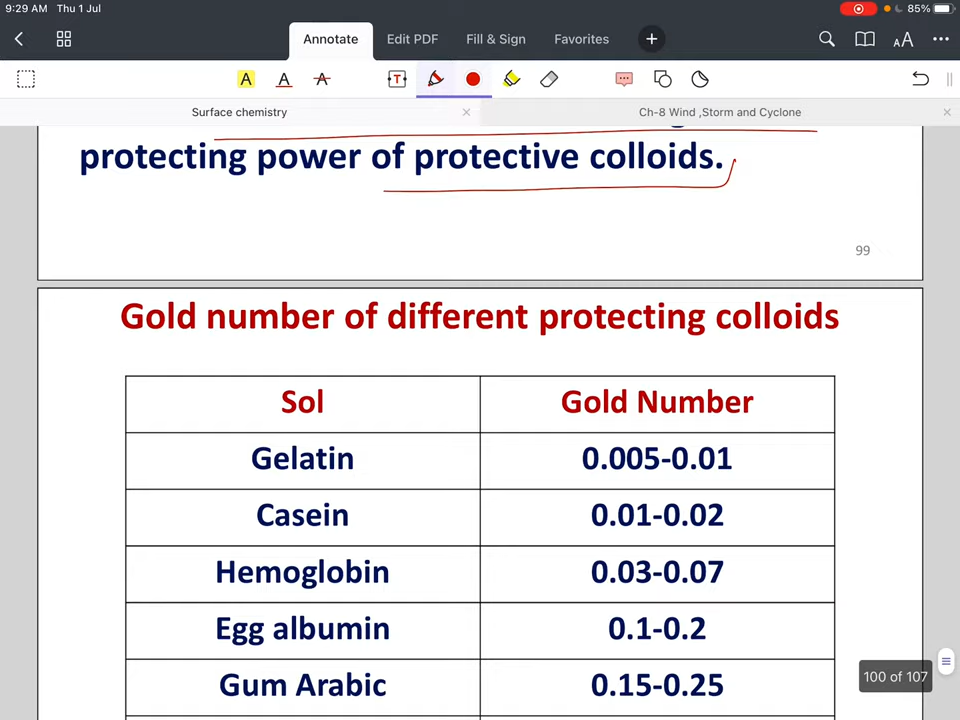 9:29 AM Thu 1 Jul 85%
Annotate Edit PDF Fill & Sign Favorites
A A A T AA
Surface chemistry Ch-8 Wind ,Storm and Cyclone
protecting power of protective colloids.
99
Gold number of different protecting colloids
Sol Gold Number
Gelatin 0.005-0.01
Casein 0.01-0.02
Hemoglobin 0.03-0.07
Egg albumin 0.1-0.2
Gum Arabic 0.15-0.25
100 of 107